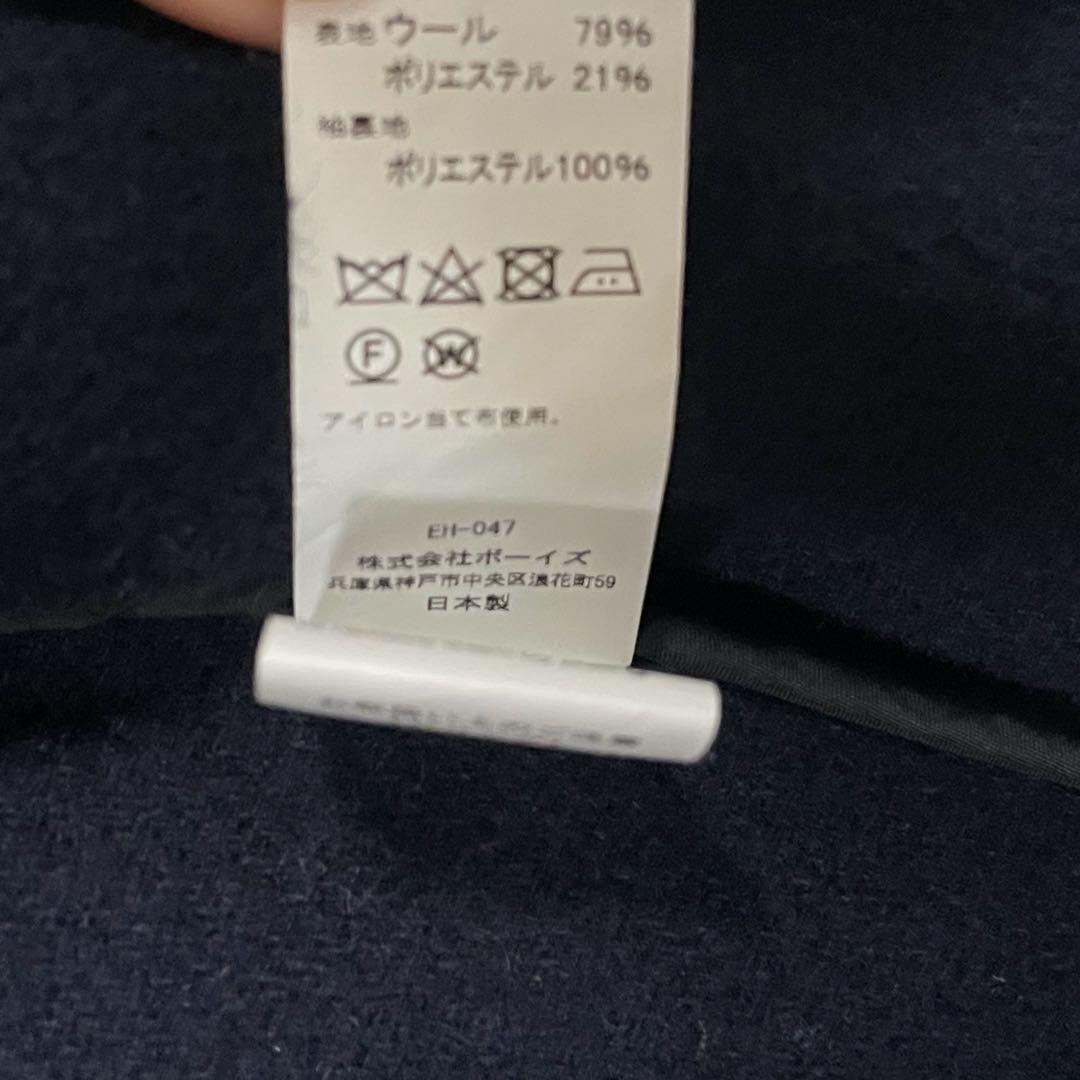 表地 ウール 79%
ポリエステル 21%
袖裏地
ポリエステル100%
F
W
アイロン当て布使用。
EH-047
株式会社ボーイズ
兵庫県神戸市中央区浪花町59
日本製